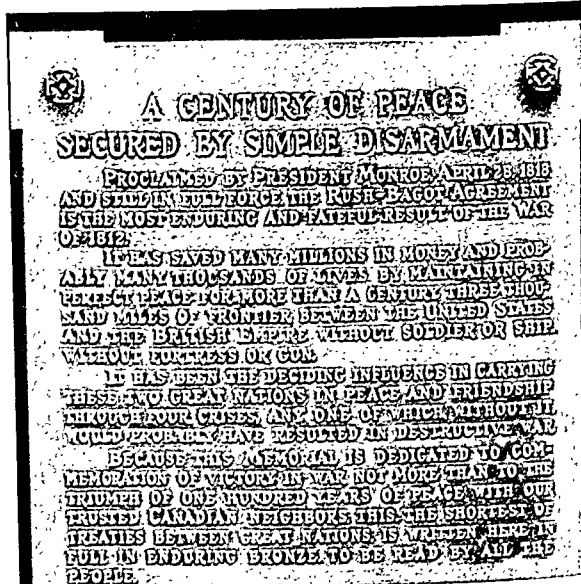 A CENTURY OF PEACE
SECURED BY SIMPLE DISARMAMENT
PROCLAIMED BY PRESIDENT MONROE, APRIL 28, 1818
AND STILL IN FULL FORCE, THE RUSH-BAGOT AGREEMENT
IS THE MOST ENDURING AND FATEFUL RESULT OF THE WAR
OF 1812.
IT HAS SAVED MANY MILLIONS IN MONEY AND PROB-
ABLY MANY THOUSANDS OF LIVES BY MAINTAINING IN
PERFECT PEACE FOR MORE THAN A CENTURY THREE THOU-
SAND MILES OF FRONTIER BETWEEN THE UNITED STATES
AND THE BRITISH EMPIRE WITHOUT SOLDIER OR SHIP,
WITHOUT FORTRESS OR GUN.
IT HAS BEEN THE DECIDING INFLUENCE IN CARRYING
THESE TWO GREAT NATIONS IN PEACE AND FRIENDSHIP
THROUGH FOUR CRISES, ANY ONE OF WHICH WITHOUT IT
WOULD PROBABLY HAVE RESULTED IN DESTRUCTIVE WAR.
BECAUSE THIS MEMORIAL IS DEDICATED TO COM-
MEMORATION OF VICTORY IN WAR NOT MORE THAN TO THE
TRIUMPH OF ONE HUNDRED YEARS OF PEACE WITH OUR
TRUSTED CANADIAN NEIGHBORS THIS, THE SHORTEST OF
TREATIES BETWEEN GREAT NATIONS IS WRITTEN HERE IN
FULL IN ENDURING BRONZE, TO BE READ BY ALL THE
PEOPLE.